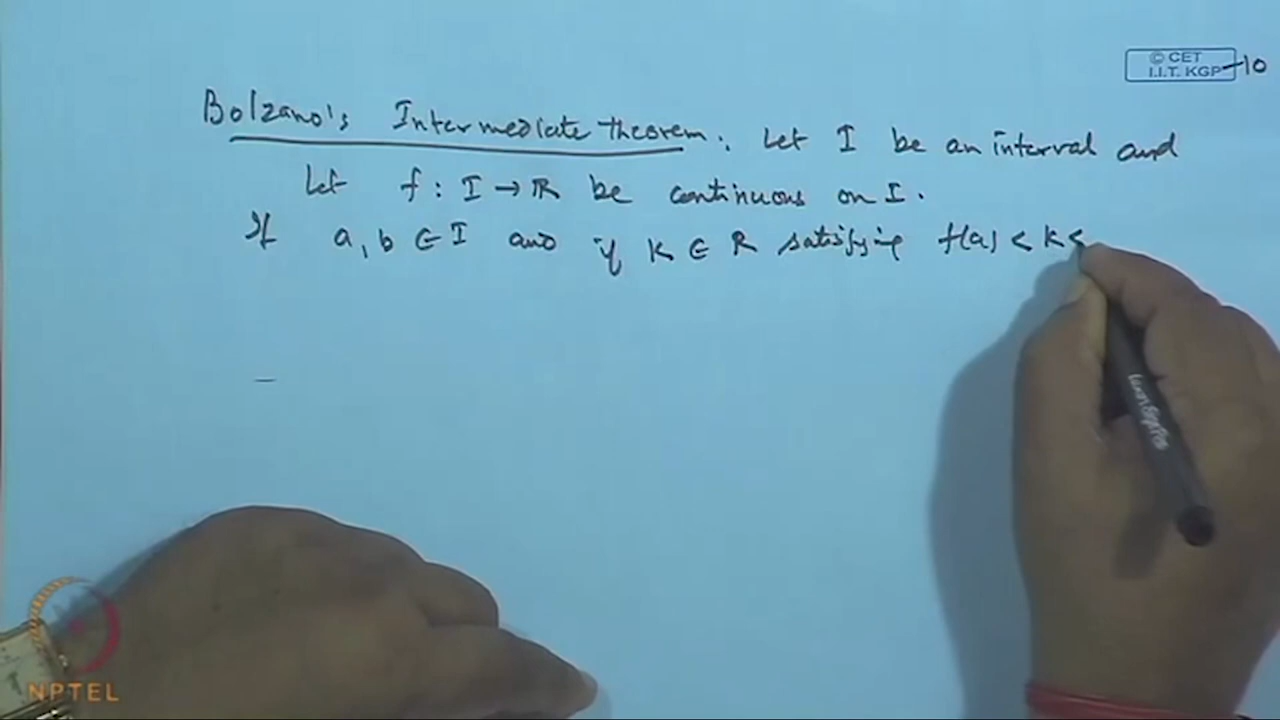 © CET
I.I.T. KGP
10
Bolzano's Intermediate theorem. Let I be an interval and
Let f : I → R be continuous on I.
If a, b ∈ I and if k ∈ R satisfying f(a) < k <
NPTEL